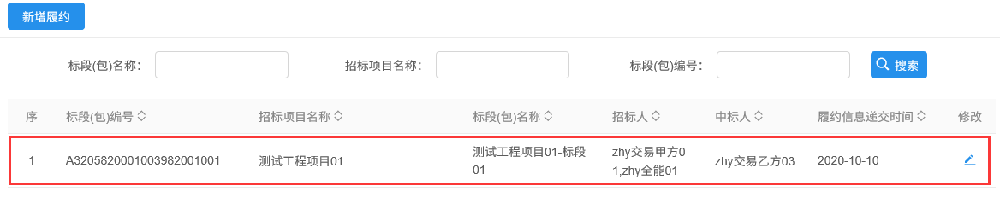 新增履约
标段(包)名称： 招标项目名称： 标段(包)编号： 搜索
序 标段(包)编号 招标项目名称 标段(包)名称 招标人 中标人 履约信息递交时间 修改
1 A3205820001003982001001 测试工程项目01 测试工程项目01-标段 zhy交易甲方0 zhy交易乙方03 2020-10-10
01 1,zhy全能01